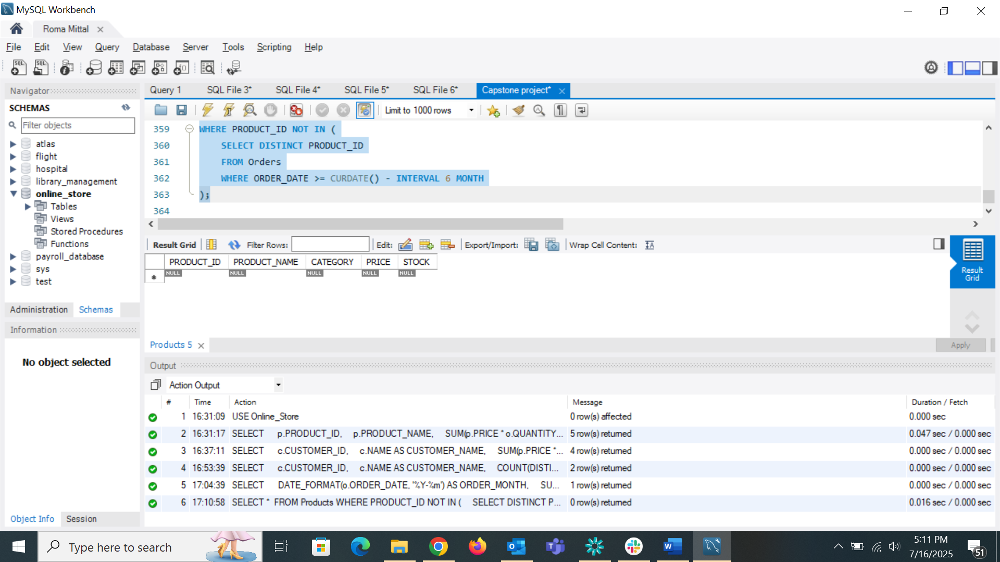 MySQL Workbench
Roma Mittal
File Edit View Query Database Server Tools Scripting Help
Navigator
SCHEMAS
Filter objects
atlas
flight
hospital
library_management
online_store
Tables
Views
Stored Procedures
Functions
payroll_database
sys
test
Administration Schemas
Information
No object selected
Object Info Session
Query 1 SQL File 3* SQL File 4* SQL File 5* SQL File 6* Capstone project*
Limit to 1000 rows
359 WHERE PRODUCT_ID NOT IN (
360 SELECT DISTINCT PRODUCT_ID
361 FROM Orders
362 WHERE ORDER_DATE >= CURDATE() - INTERVAL 6 MONTH
363 );
364
Result Grid Filter Rows: Edit: Export/Import: Wrap Cell Content:
PRODUCT_ID PRODUCT_NAME CATEGORY PRICE STOCK
NULL NULL NULL NULL NULL
Result Grid
Products 5
Apply
Output
Action Output
# Time Action Message Duration / Fetch
1 16:31:09 USE Online_Store 0 row(s) affected 0.000 sec
2 16:31:17 SELECT p.PRODUCT_ID, p.PRODUCT_NAME, SUM(p.PRICE * o.QUANTITY... 5 row(s) returned 0.047 sec / 0.000 sec
3 16:37:11 SELECT c.CUSTOMER_ID, c.NAME AS CUSTOMER_NAME, SUM(p.PRICE *... 4 row(s) returned 0.000 sec / 0.000 sec
4 16:53:39 SELECT c.CUSTOMER_ID, c.NAME AS CUSTOMER_NAME, COUNT(DISTI... 2 row(s) returned 0.000 sec / 0.000 sec
5 17:04:39 SELECT DATE_FORMAT(o.ORDER_DATE, '%Y-%m') AS ORDER_MONTH, SU... 1 row(s) returned 0.000 sec / 0.000 sec
6 17:10:58 SELECT * FROM Products WHERE PRODUCT_ID NOT IN ( SELECT DISTINCT P... 0 row(s) returned 0.016 sec / 0.000 sec
Type here to search
5:11 PM
7/16/2025
51